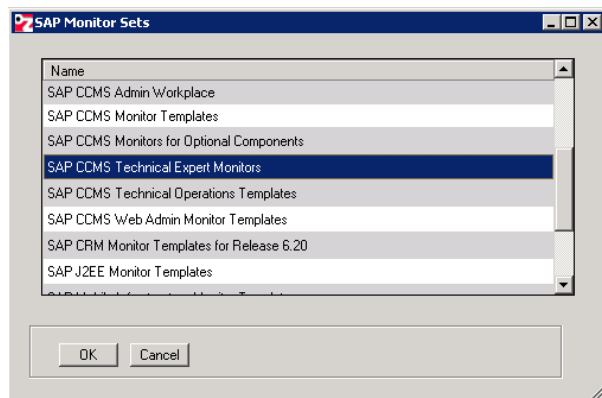 SAP Monitor Sets
Name
SAP CCMS Admin Workplace
SAP CCMS Monitor Templates
SAP CCMS Monitors for Optional Components
SAP CCMS Technical Expert Monitors
SAP CCMS Technical Operations Templates
SAP CCMS Web Admin Monitor Templates
SAP CRM Monitor Templates for Release 6.20
SAP J2EE Monitor Templates
OK Cancel